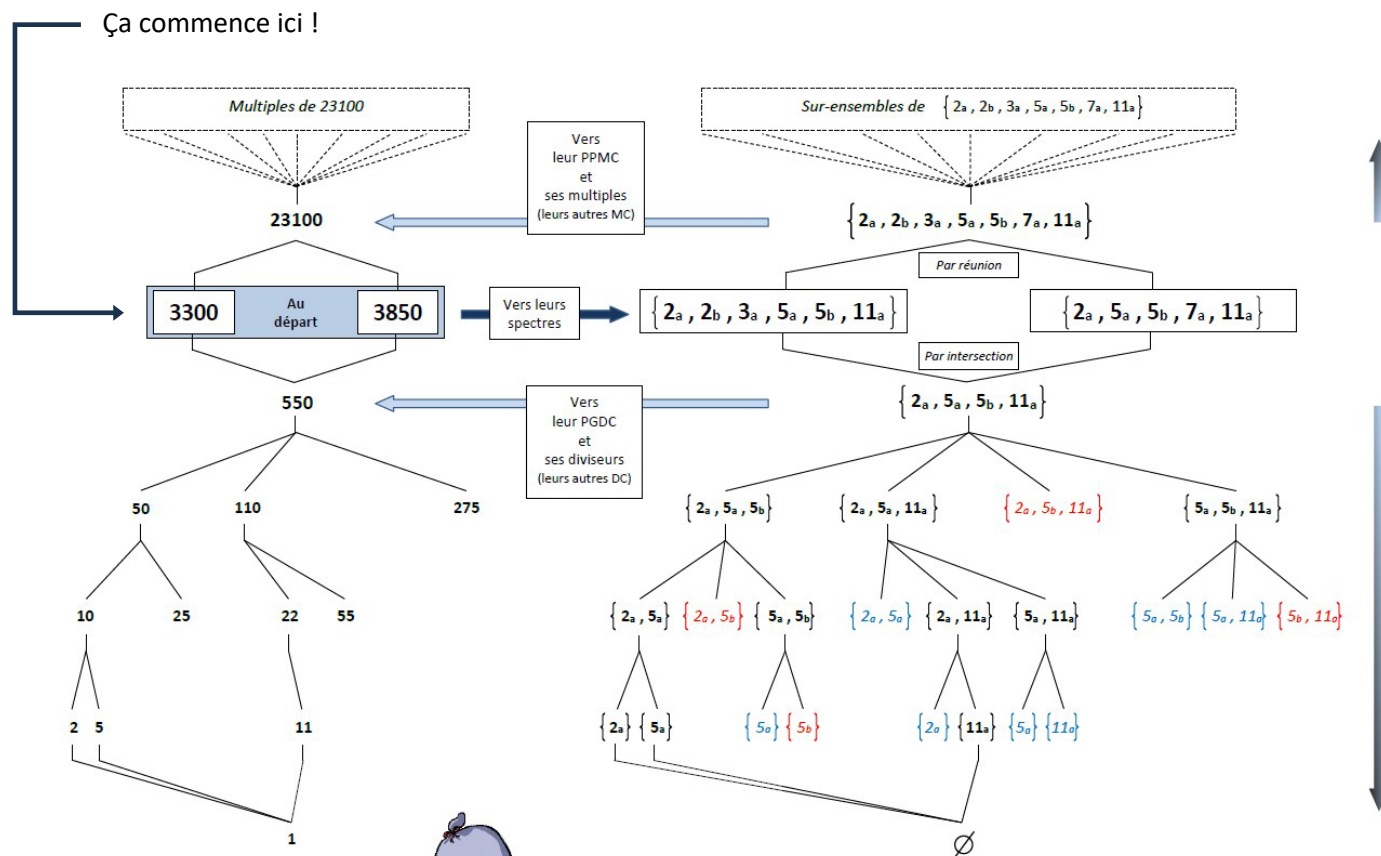 Ça commence ici !
Multiples de 23100
Sur-ensembles de {2a , 2b , 3a , 5a , 5b , 7a , 11a}
Vers
leur PPMC
et
ses multiples
(leurs autres MC)
23100
{2a , 2b , 3a , 5a , 5b , 7a , 11a}
Par réunion
3300
Au
départ
3850
Vers leurs
spectres
{2a , 2b , 3a , 5a , 5b , 11a}
{2a , 5a , 5b , 7a , 11a}
Par intersection
550
Vers
leur PGDC
et
ses diviseurs
(leurs autres DC)
{2a , 5a , 5b , 11a}
50 110 275
{2a , 5a , 5b} {2a , 5a , 11a} {2a , 5b , 11a} {5a , 5b , 11a}
10 25 22 55
{2a , 5a} {2a , 5b} {5a , 5b} {2a , 5a} {2a , 11a} {5a , 11a} {5a , 5b} {5a , 11a} {5b , 11a}
2 5 11
{2a} {5a} {5a} {5b} {2a} {11a} {5a} {11a}
1
∅